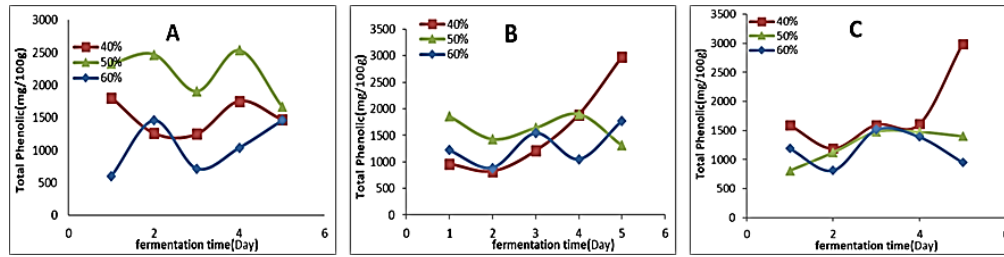 A
40%
50%
60%
Total Phenolic(mg/100g)
3000
2500
2000
1500
1000
500
0
0 2 4 6
fermentation time(Day)
B
40%
50%
60%
Total Phenolic(mg/100g)
3500
3000
2500
2000
1500
1000
500
0
0 1 2 3 4 5 6
fermentation time(Day)
C
40%
50%
60%
Total Phenolic(mg/100g)
3500
3000
2500
2000
1500
1000
500
0
0 2 4 6
fermentation time(Day)